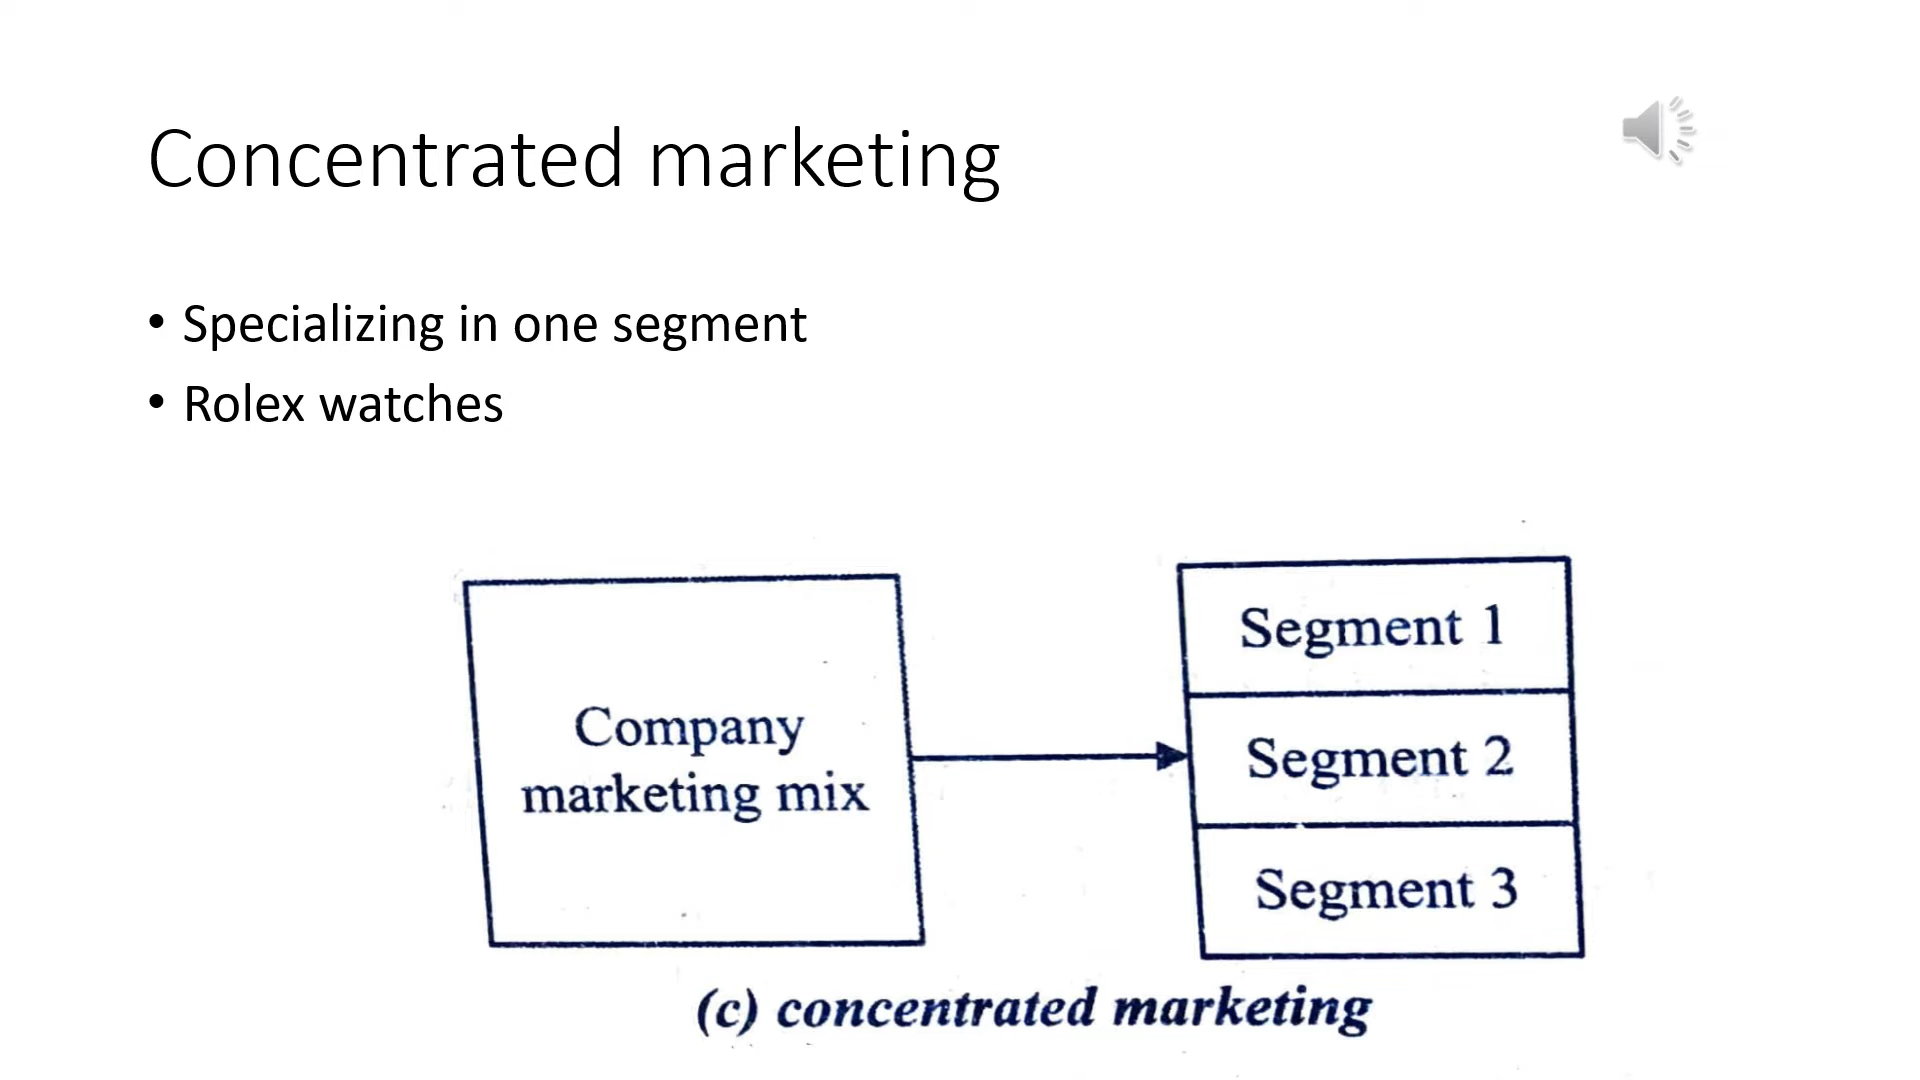 Concentrated marketing
• Specializing in one segment
• Rolex watches
Company
marketing mix
Segment 1
Segment 2
Segment 3
(c) concentrated marketing